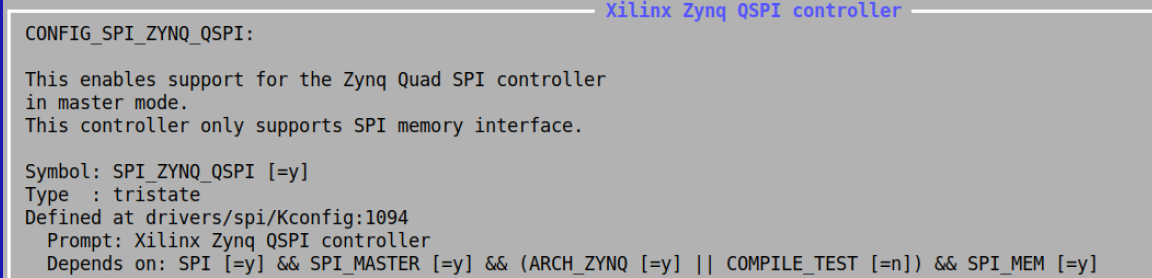 Xilinx Zynq QSPI controller
CONFIG_SPI_ZYNQ_QSPI:
This enables support for the Zynq Quad SPI controller
in master mode.
This controller only supports SPI memory interface.
Symbol: SPI_ZYNQ_QSPI [=y]
Type  : tristate
Defined at drivers/spi/Kconfig:1094
  Prompt: Xilinx Zynq QSPI controller
  Depends on: SPI [=y] && SPI_MASTER [=y] && (ARCH_ZYNQ [=y] || COMPILE_TEST [=n]) && SPI_MEM [=y]